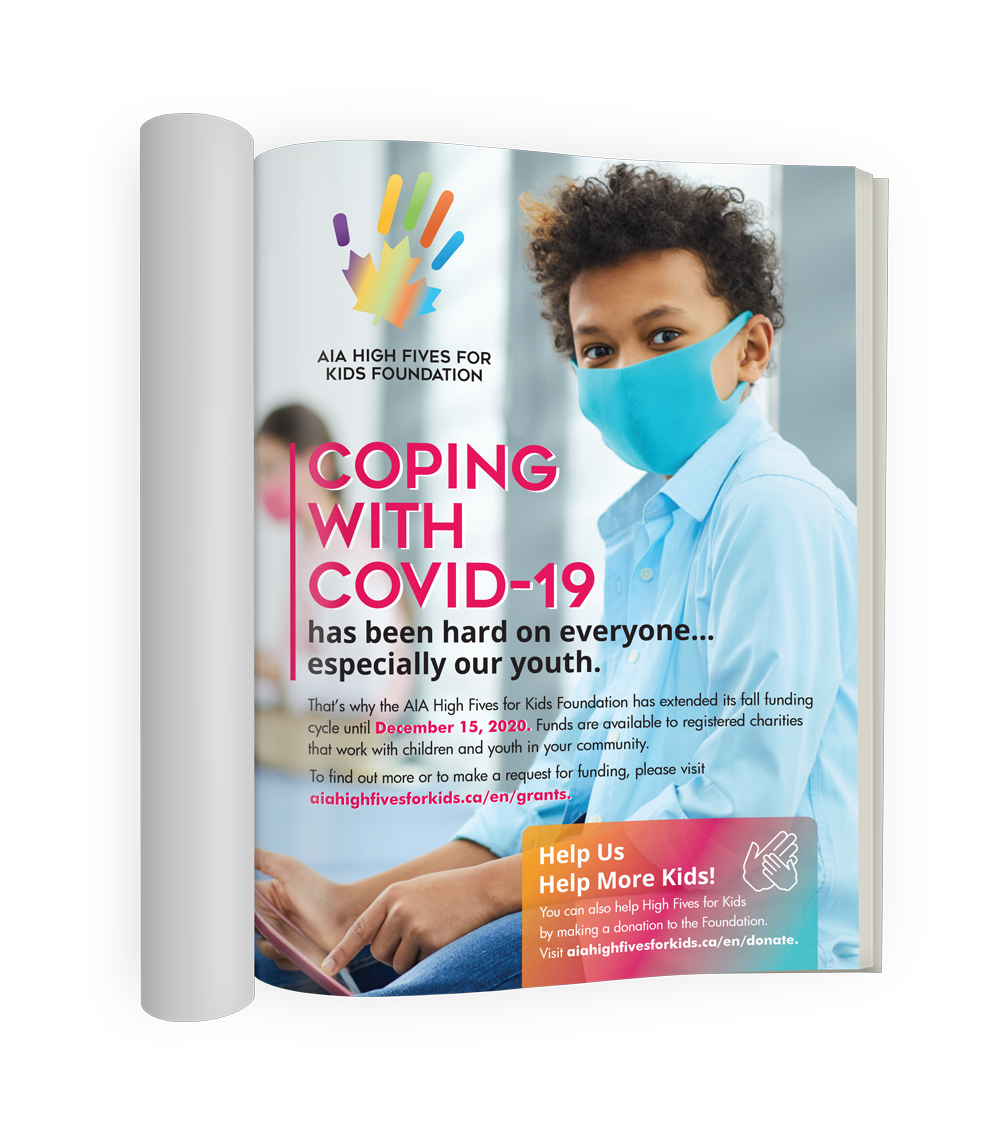 AIA HIGH FIVES FOR
KIDS FOUNDATION
COPING
WITH
COVID-19
has been hard on everyone...
especially our youth.
That's why the AIA High Fives for Kids Foundation has extended its fall funding
cycle until December 15, 2020. Funds are available to registered charities
that work with children and youth in your community.
To find out more or to make a request for funding, please visit
aiahighfivesforkids.ca/en/grants.
Help Us
Help More Kids!
You can also help High Fives for Kids
by making a donation to the Foundation.
Visit aiahighfivesforkids.ca/en/donate.